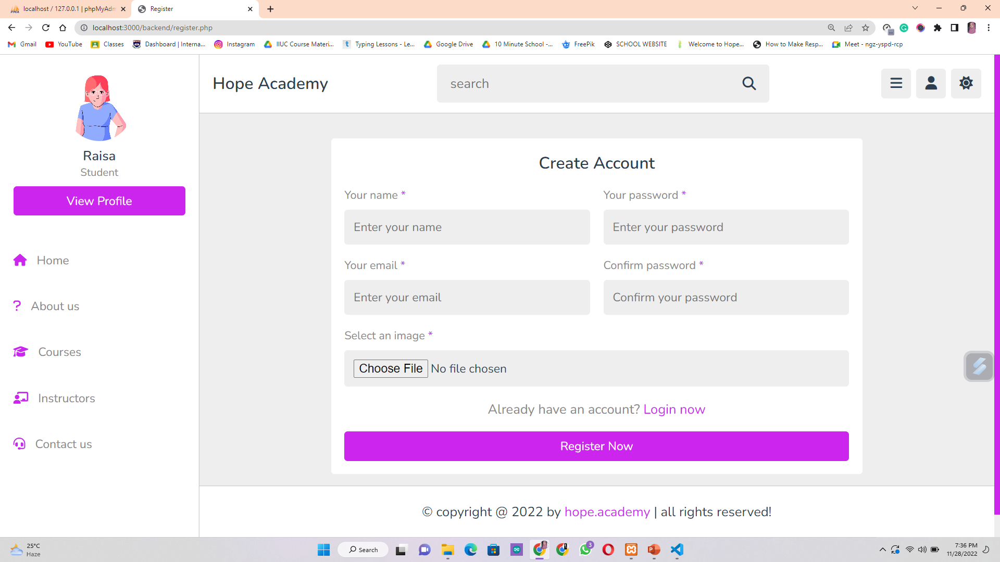 localhost / 127.0.0.1 | phpMyAdm
Register
localhost:3000/backend/register.php
Gmail
YouTube
Classes
Dashboard | Interna...
Instagram
IIUC Course Materi...
Typing Lessons - Le...
Google Drive
10 Minute School -...
FreePik
SCHOOL WEBSITE
Welcome to Hope...
How to Make Resp...
Meet - ngz-yspd-rcp
Hope Academy
search
Raisa
Student
View Profile
Home
About us
Courses
Instructors
Contact us
Create Account
Your name *
Your password *
Enter your name
Enter your password
Your email *
Confirm password *
Enter your email
Confirm your password
Select an image *
Choose File No file chosen
Already have an account? Login now
Register Now
© copyright @ 2022 by hope.academy | all rights reserved!
25°C
Haze
Search
3
7:36 PM
11/28/2022